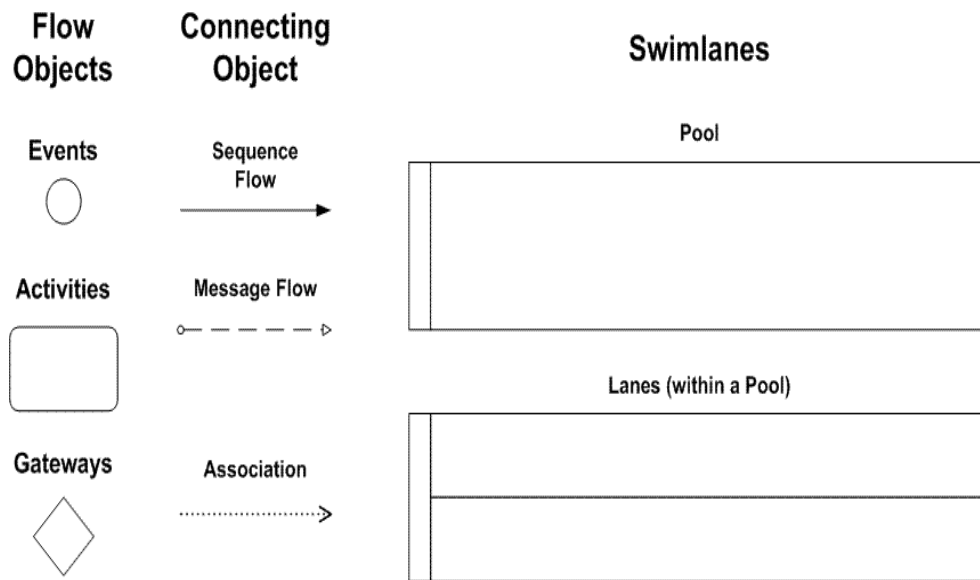 Flow
Objects
Connecting
Object
Swimlanes
Events
Sequence
Flow
Pool
Activities
Message Flow
Lanes (within a Pool)
Gateways
Association